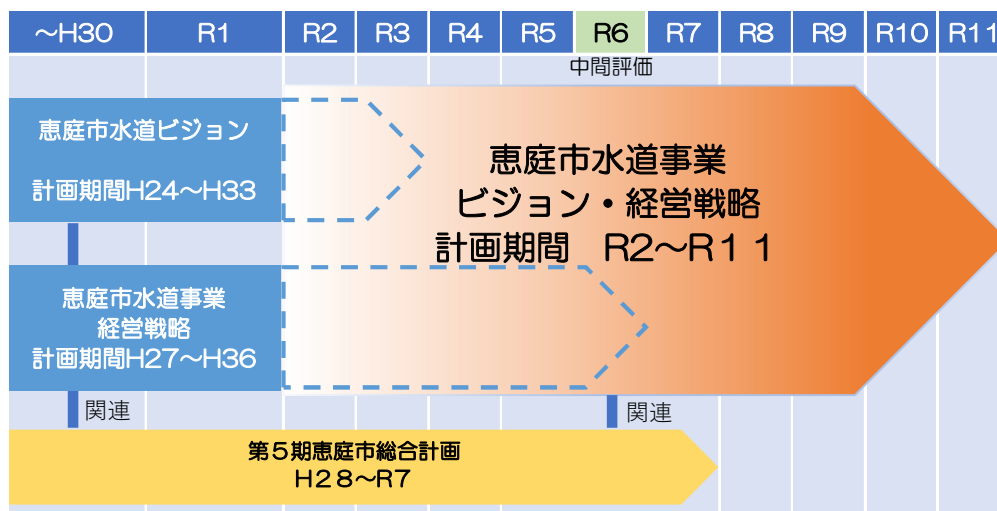 ～H30 R1 R2 R3 R4 R5 R6 R7 R8 R9 R10 R11
中間評価
恵庭市水道ビジョン
計画期間H24～H33
恵庭市水道事業
ビジョン・経営戦略
計画期間　R2～R１１
恵庭市水道事業
経営戦略
計画期間H27～H36
関連
関連
第５期恵庭市総合計画
H２８～R7